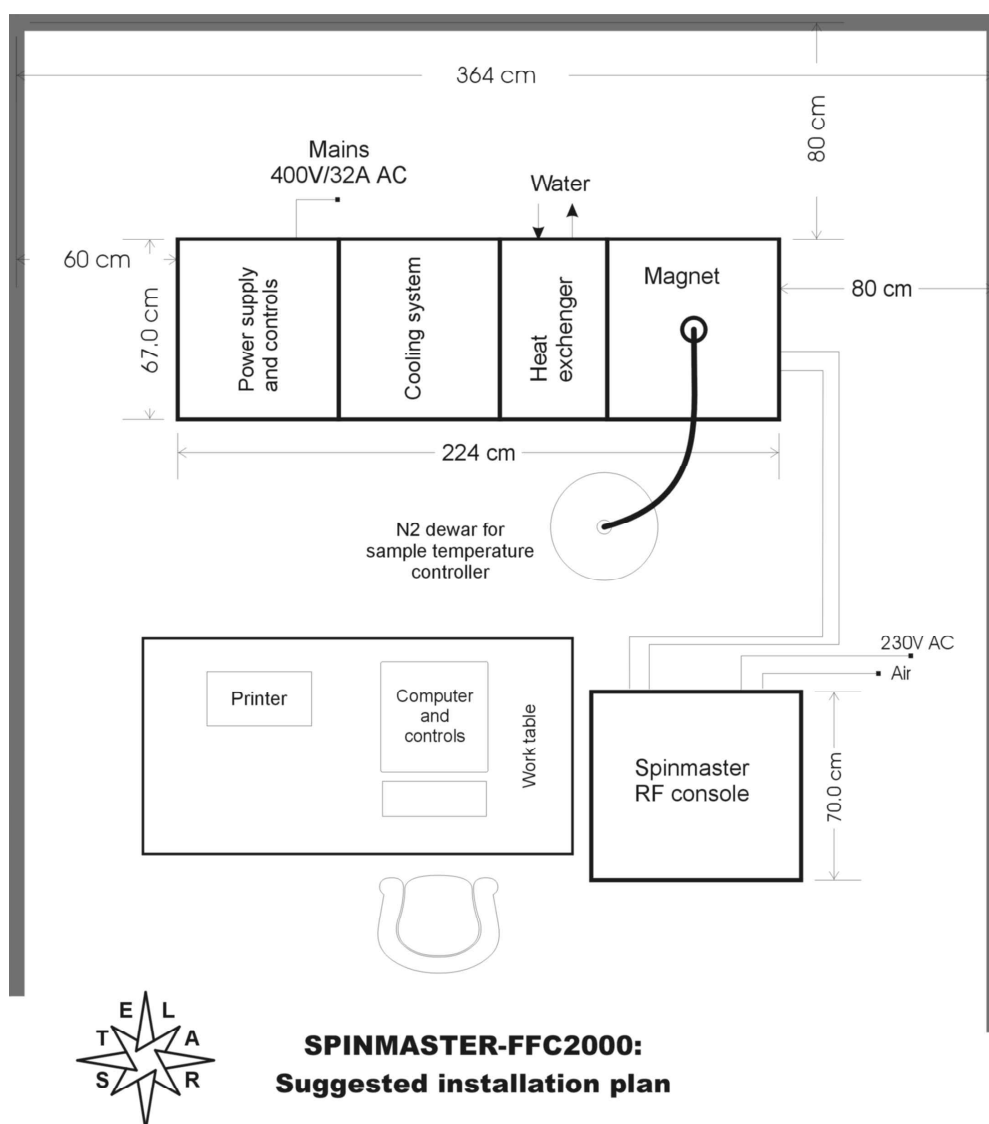 364 cm
80 cm
Mains
400V/32A AC
Water
60 cm
67.0 cm
Power supply
and controls
Cooling system
Heat
exchenger
Magnet
80 cm
224 cm
N2 dewar for
sample temperature
controller
230V AC
Air
Printer
Computer
and
controls
Work table
Spinmaster
RF console
70.0 cm
S T E L A R
SPINMASTER-FFC2000:
Suggested installation plan